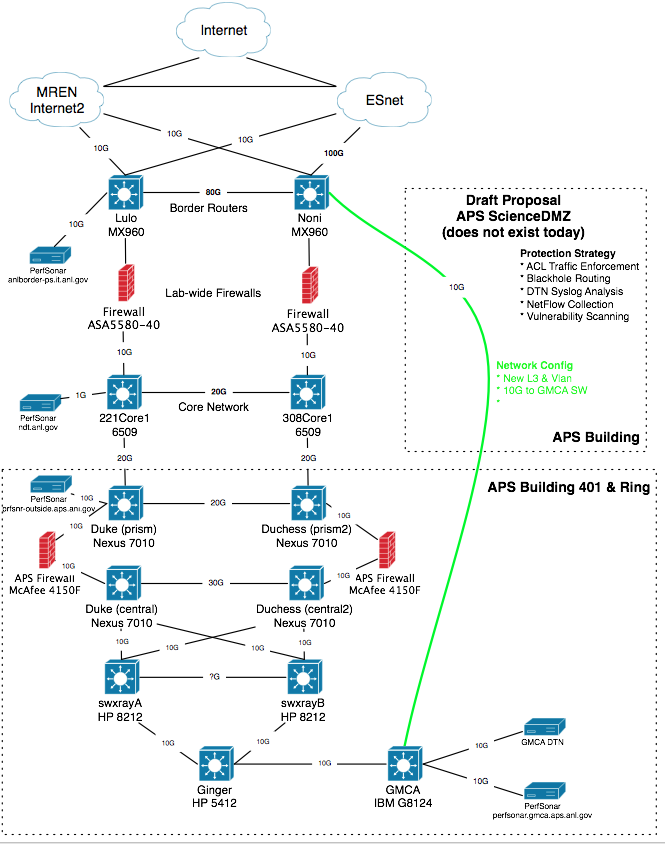 Internet
MREN
Internet2
ESnet
10G
10G
10G
10G
100G
80G
Border Routers
Lulo
MX960
Noni
MX960
10G
PerfSonar
anlborder-ps.it.anl.gov
Draft Proposal
APS ScienceDMZ
(does not exist today)
Protection Strategy
* ACL Traffic Enforcement
* Blackhole Routing
* DTN Syslog Analysis
* NetFlow Collection
* Vulnerability Scanning
10G
Lab-wide Firewalls
Firewall
ASA5580-40
Firewall
ASA5580-40
10G
10G
Network Config
* New L3 & Vlan
* 10G to GMCA SW
*
1G
20G
Core Network
PerfSonar
ndt.anl.gov
221Core1
6509
308Core1
6509
APS Building
20G
20G
APS Building 401 & Ring
PerfSonar
prfsnr-outside.aps.anl.gov
10G
20G
10G
10G
Duke (prism)
Nexus 7010
Duchess (prism2)
Nexus 7010
APS Firewall
McAfee 4150F
APS Firewall
McAfee 4150F
10G
30G
10G
Duke (central)
Nexus 7010
Duchess (central2)
Nexus 7010
10G
10G
10G
10G
?G
swxrayA
HP 8212
swxrayB
HP 8212
10G
10G
10G
Ginger
HP 5412
GMCA
IBM G8124
10G
GMCA DTN
10G
PerfSonar
perfsonar.gmca.aps.anl.gov